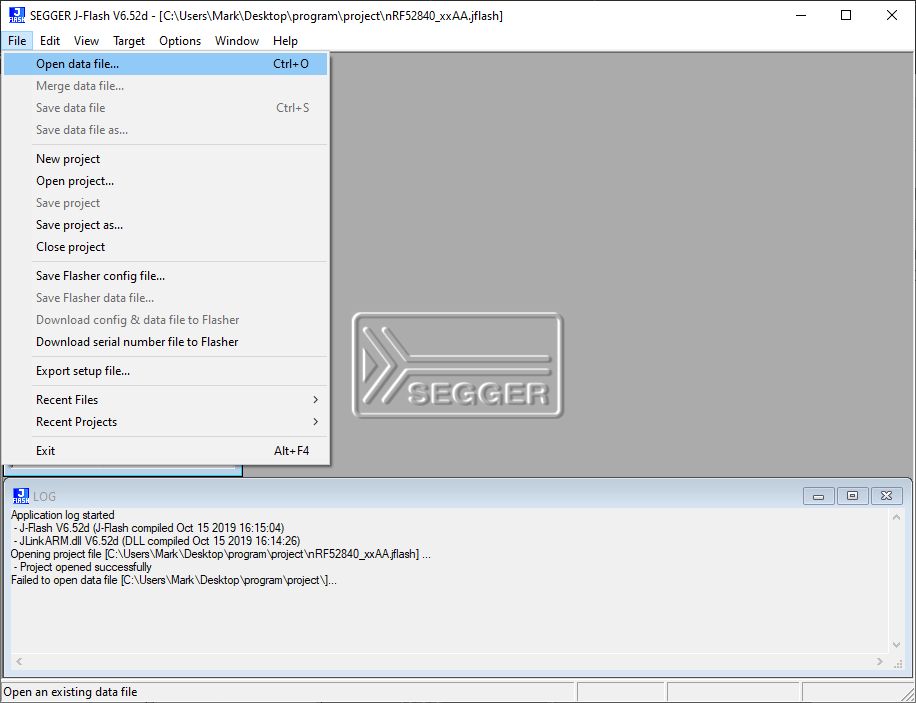 SEGGER J-Flash V6.52d - [C:\Users\Mark\Desktop\program\project\nRF52840_xxAA.jflash]
File Edit View Target Options Window Help
Open data file... Ctrl+O
Merge data file...
Save data file Ctrl+S
Save data file as...
New project
Open project...
Save project
Save project as...
Close project
Save Flasher config file...
Save Flasher data file...
Download config & data file to Flasher
Download serial number file to Flasher
Export setup file...
Recent Files
Recent Projects
Exit Alt+F4
SEGGER
LOG
Application log started
- J-Flash V6.52d (J-Flash compiled Oct 15 2019 16:15:04)
- JLinkARM.dll V6.52d (DLL compiled Oct 15 2019 16:14:26)
Opening project file [C:\Users\Mark\Desktop\program\project\nRF52840_xxAA.jflash] ...
- Project opened successfully
Failed to open data file [C:\Users\Mark\Desktop\program\project\]...
Open an existing data file